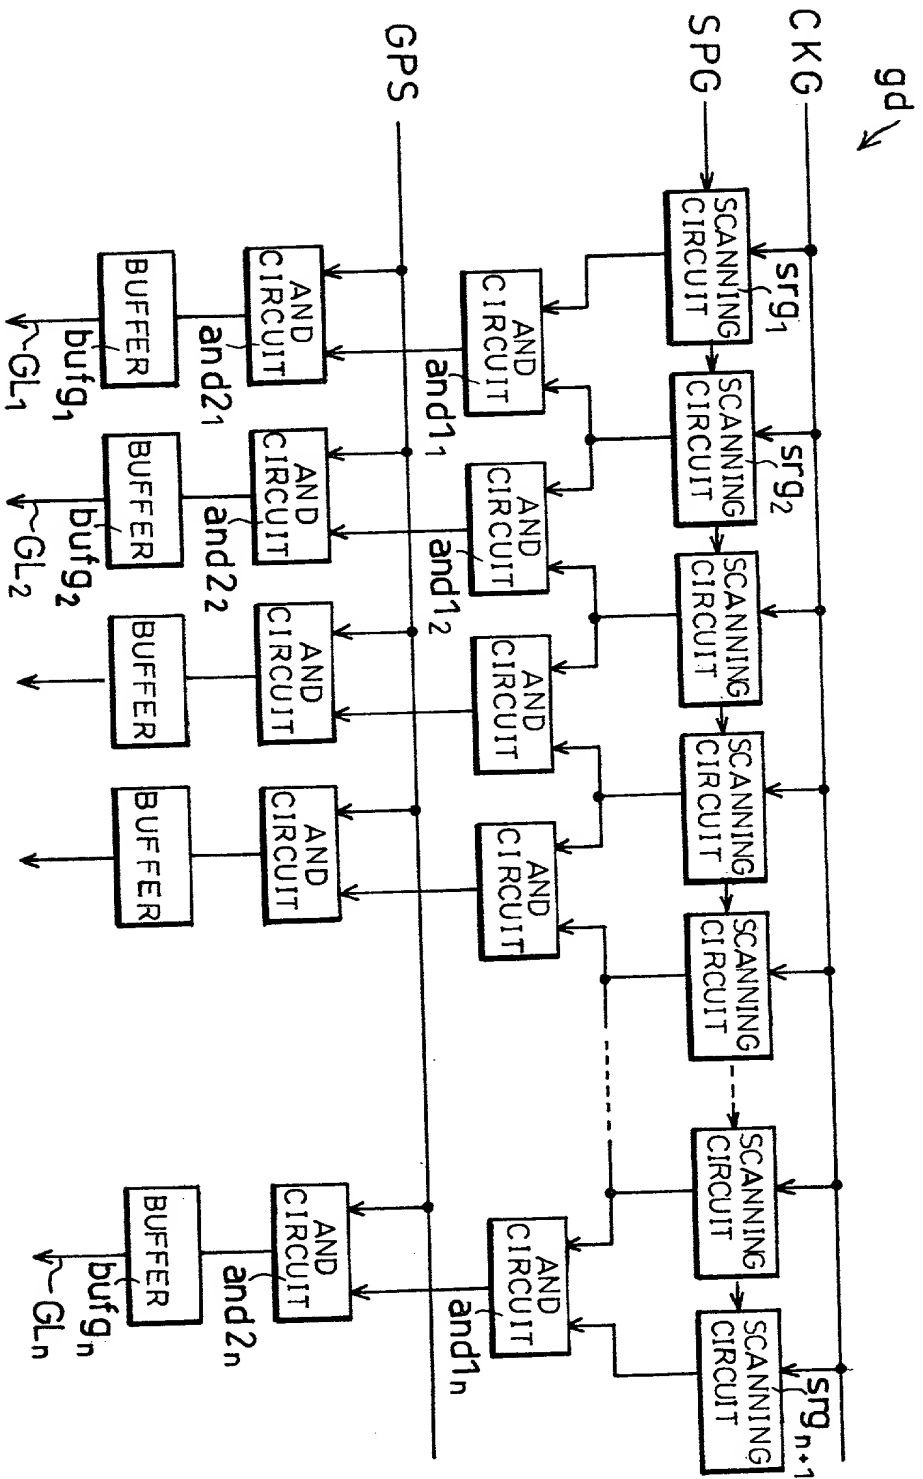 gd
CKG
SPG
srg1
srg2
srgn+1
SCANNING
CIRCUIT
SCANNING
CIRCUIT
SCANNING
CIRCUIT
SCANNING
CIRCUIT
SCANNING
CIRCUIT
SCANNING
CIRCUIT
SCANNING
CIRCUIT
AND
CIRCUIT
AND
CIRCUIT
AND
CIRCUIT
AND
CIRCUIT
AND
CIRCUIT
and11
and12
and1n
GPS
AND
CIRCUIT
AND
CIRCUIT
AND
CIRCUIT
AND
CIRCUIT
AND
CIRCUIT
and21
and22
and2n
BUFFER
BUFFER
BUFFER
BUFFER
BUFFER
bufg1
bufg2
bufgn
GL1
GL2
GLn